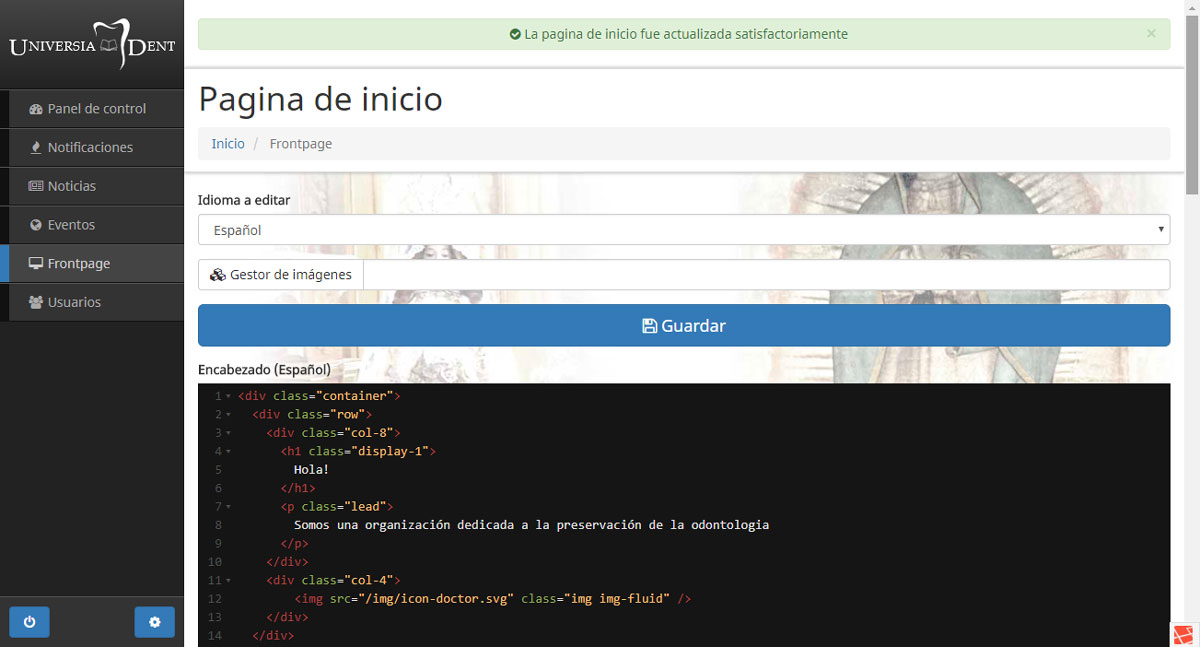 UNIVERSIA DENT
Panel de control
Notificaciones
Noticias
Eventos
Frontpage
Usuarios
La pagina de inicio fue actualizada satisfactoriamente ×
Pagina de inicio
Inicio / Frontpage
Idioma a editar
Español
Gestor de imágenes
Guardar
Encabezado (Español)
1 <div class="container">
2 <div class="row">
3 <div class="col-8">
4 <h1 class="display-1">
5 Hola!
6 </h1>
7 <p class="lead">
8 Somos una organización dedicada a la preservación de la odontologia
9 </p>
10 </div>
11 <div class="col-4">
12 <img src="/img/icon-doctor.svg" class="img img-fluid" />
13 </div>
14 </div>